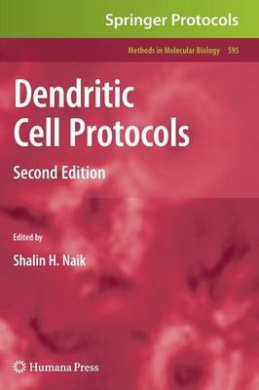 Springer Protocols
Methods in Molecular Biology 595
Dendritic
Cell Protocols
Second Edition
Edited by
Shalin H. Naik
Humana Press